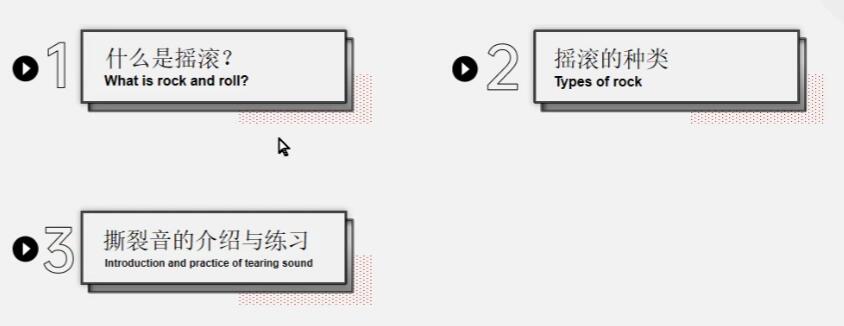 1
什么是摇滚？
What is rock and roll?
2
摇滚的种类
Types of rock
3
撕裂音的介绍与练习
Introduction and practice of tearing sound